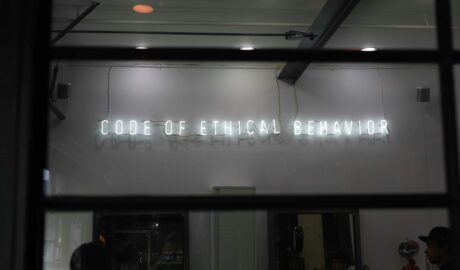 CODE OF ETHICAL BEHAVIOR